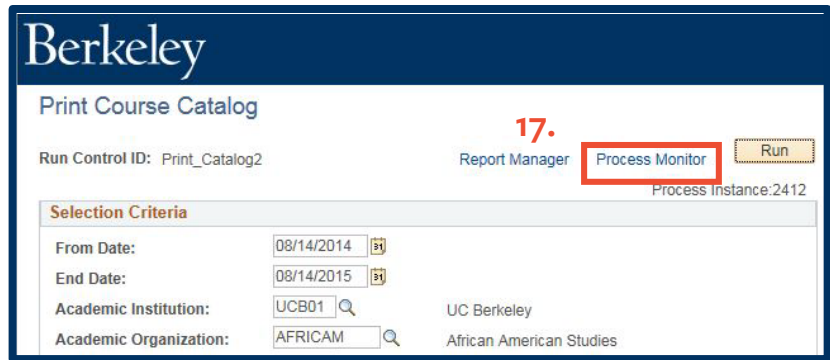 Berkeley
Print Course Catalog
17.
Run Control ID: Print_Catalog2 Report Manager Process Monitor Run
Process Instance:2412
Selection Criteria
From Date: 08/14/2014 31
End Date: 08/14/2015 31
Academic Institution: UCB01 UC Berkeley
Academic Organization: AFRICAM African American Studies